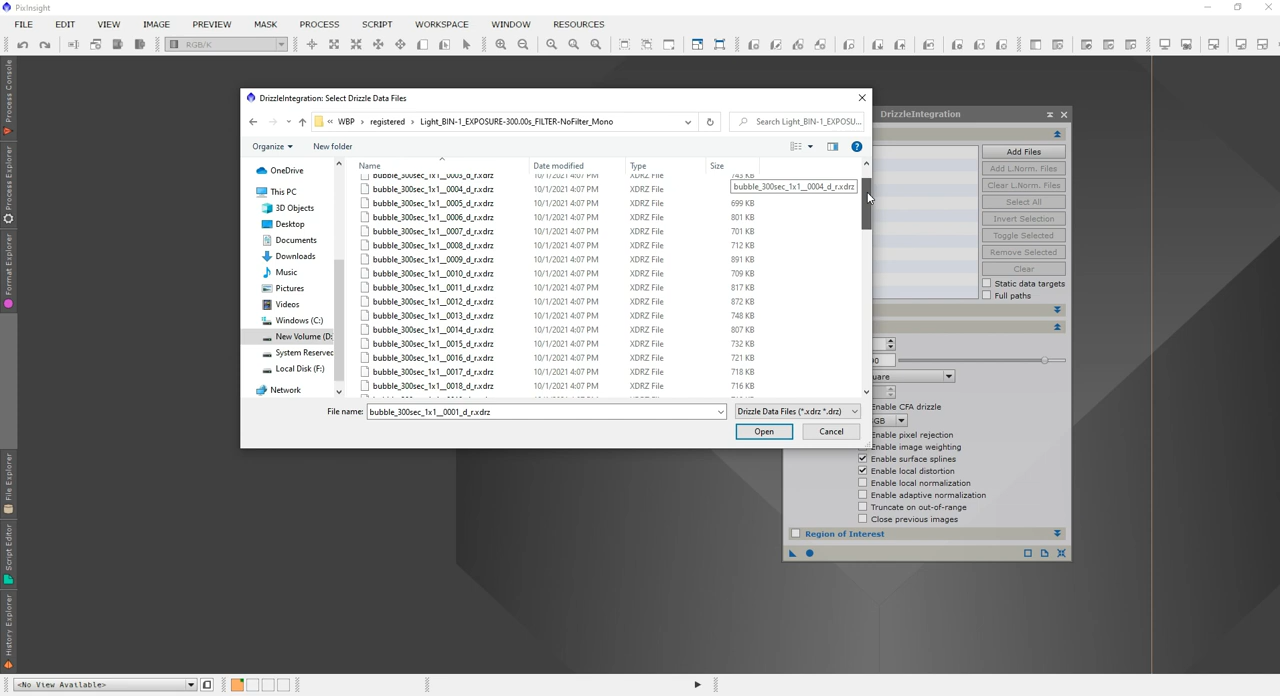 PixInsight
FILE EDIT VIEW IMAGE PREVIEW MASK PROCESS SCRIPT WORKSPACE WINDOW RESOURCES
RGB/K
Process Console
Process Explorer
Format Explorer
File Explorer
Script Editor
History Explorer
DrizzleIntegration: Select Drizzle Data Files
« WBP › registered › Light_BIN-1_EXPOSURE-300.00s_FILTER-NoFilter_Mono
Search Light_BIN-1_EXPOSU...
Organize New folder
OneDrive
This PC
3D Objects
Desktop
Documents
Downloads
Music
Pictures
Videos
Windows (C:)
New Volume (D:
System Reserved
Local Disk (F:)
Network
Name Date modified Type Size
bubble_300sec_1x1__0003_d_r.xdrz 10/1/2021 4:07 PM XDRZ File 743 KB
bubble_300sec_1x1__0004_d_r.xdrz 10/1/2021 4:07 PM XDRZ File
bubble_300sec_1x1__0004_d_r.xdrz
bubble_300sec_1x1__0005_d_r.xdrz 10/1/2021 4:07 PM XDRZ File 699 KB
bubble_300sec_1x1__0006_d_r.xdrz 10/1/2021 4:07 PM XDRZ File 801 KB
bubble_300sec_1x1__0007_d_r.xdrz 10/1/2021 4:07 PM XDRZ File 701 KB
bubble_300sec_1x1__0008_d_r.xdrz 10/1/2021 4:07 PM XDRZ File 712 KB
bubble_300sec_1x1__0009_d_r.xdrz 10/1/2021 4:07 PM XDRZ File 891 KB
bubble_300sec_1x1__0010_d_r.xdrz 10/1/2021 4:07 PM XDRZ File 709 KB
bubble_300sec_1x1__0011_d_r.xdrz 10/1/2021 4:07 PM XDRZ File 817 KB
bubble_300sec_1x1__0012_d_r.xdrz 10/1/2021 4:07 PM XDRZ File 872 KB
bubble_300sec_1x1__0013_d_r.xdrz 10/1/2021 4:07 PM XDRZ File 748 KB
bubble_300sec_1x1__0014_d_r.xdrz 10/1/2021 4:07 PM XDRZ File 807 KB
bubble_300sec_1x1__0015_d_r.xdrz 10/1/2021 4:07 PM XDRZ File 732 KB
bubble_300sec_1x1__0016_d_r.xdrz 10/1/2021 4:07 PM XDRZ File 721 KB
bubble_300sec_1x1__0017_d_r.xdrz 10/1/2021 4:07 PM XDRZ File 718 KB
bubble_300sec_1x1__0018_d_r.xdrz 10/1/2021 4:07 PM XDRZ File 716 KB
File name: bubble_300sec_1x1__0001_d_r.xdrz
Drizzle Data Files (*.xdrz *.drz)
Open Cancel
DrizzleIntegration
Add Files
Add L.Norm. Files
Clear L.Norm. Files
Select All
Invert Selection
Toggle Selected
Remove Selected
Clear
Static data targets
Full paths
Enable CFA drizzle
GB
Enable pixel rejection
Enable image weighting
Enable surface splines
Enable local distortion
Enable local normalization
Enable adaptive normalization
Truncate on out-of-range
Close previous images
Region of Interest
<No View Available>